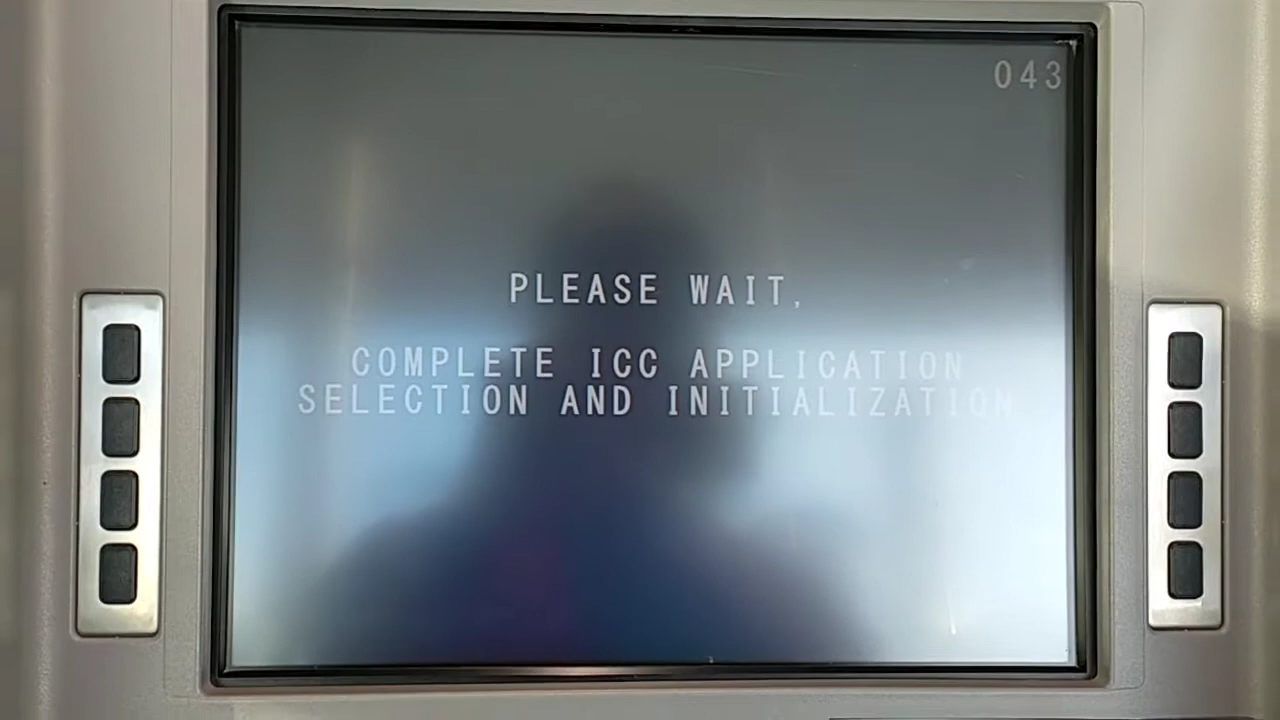 043
PLEASE WAIT,
COMPLETE ICC APPLICATION
SELECTION AND INITIALIZATION